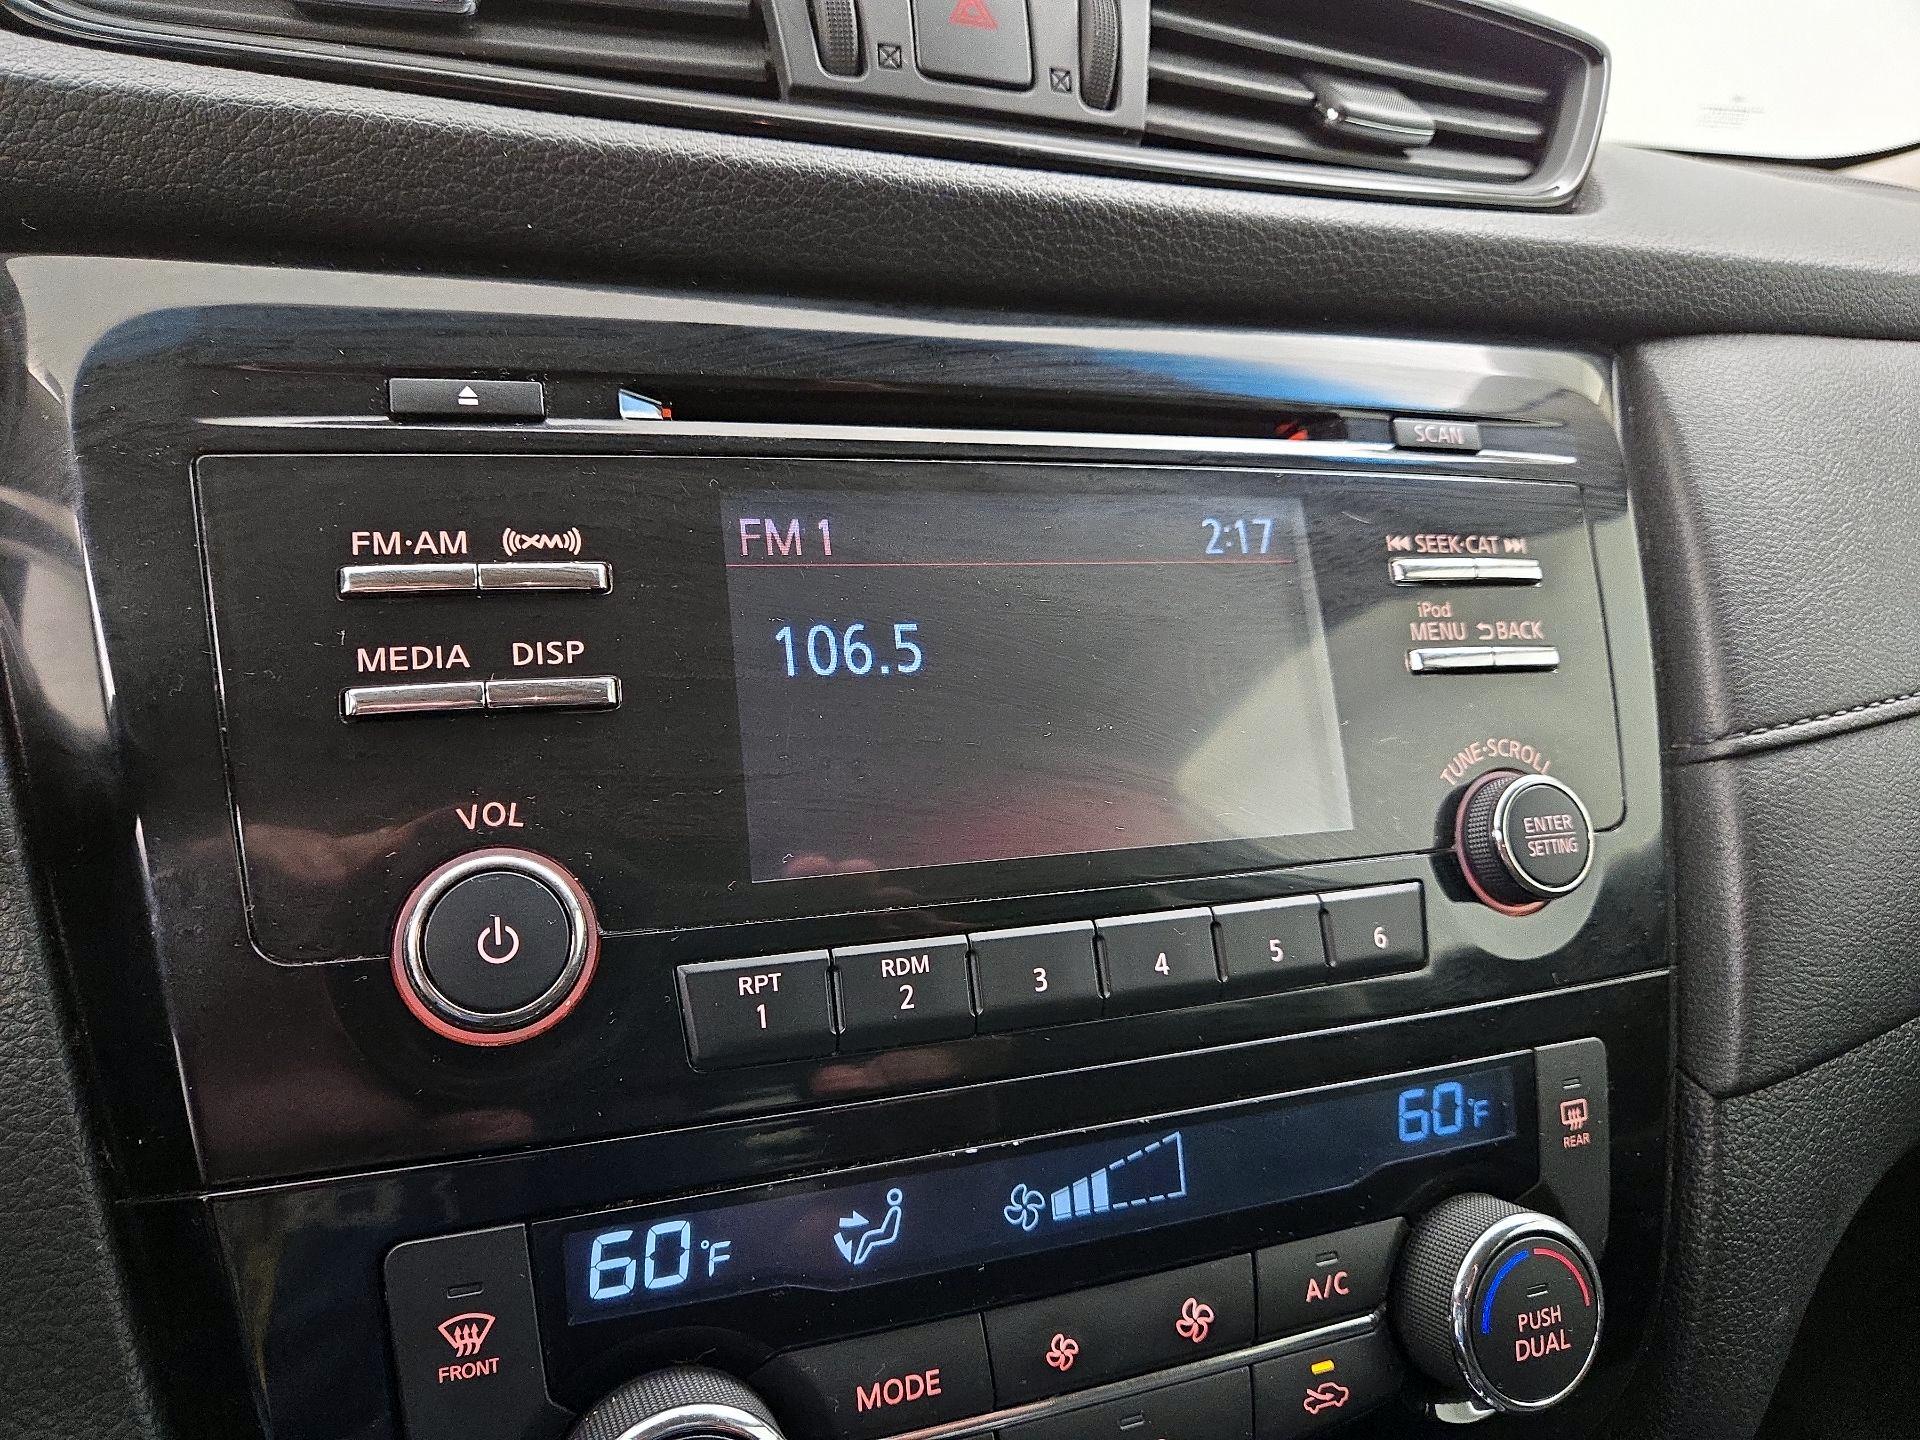 SCAN
FM·AM
((XM))
SEEK·CAT
FM 1
2:17
106.5
iPod
MENU
BACK
MEDIA
DISP
TUNE·SCROLL
VOL
ENTER
SETTING
RPT
1
RDM
2
3
4
5
6
60°F
REAR
60°F
A/C
PUSH
DUAL
FRONT
MODE